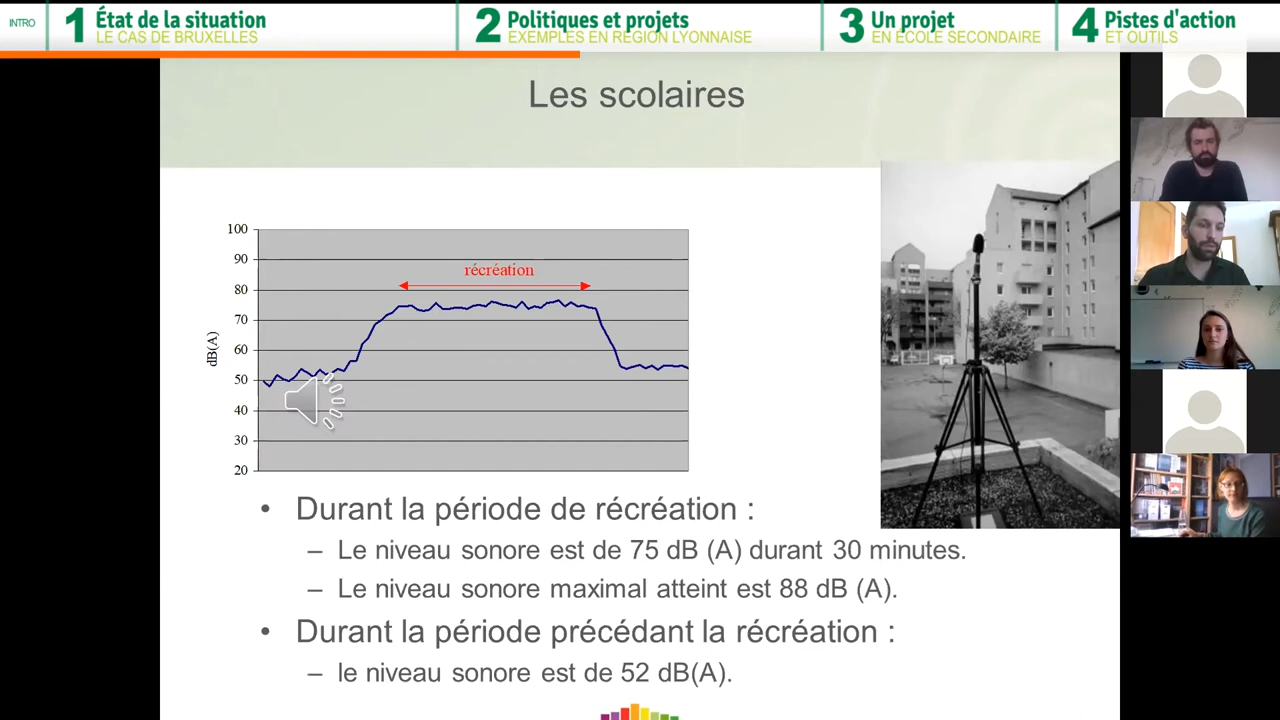 INTRO
1 État de la situation
LE CAS DE BRUXELLES
2 Politiques et projets
EXEMPLES EN RÉGION LYONNAISE
3 Un projet
EN ÉCOLE SECONDAIRE
4 Pistes d'action
ET OUTILS
Les scolaires
100
90
80
70
60
50
40
30
20
dB(A)
récréation
• Durant la période de récréation :
– Le niveau sonore est de 75 dB (A) durant 30 minutes.
– Le niveau sonore maximal atteint est 88 dB (A).
• Durant la période précédant la récréation :
– le niveau sonore est de 52 dB(A).